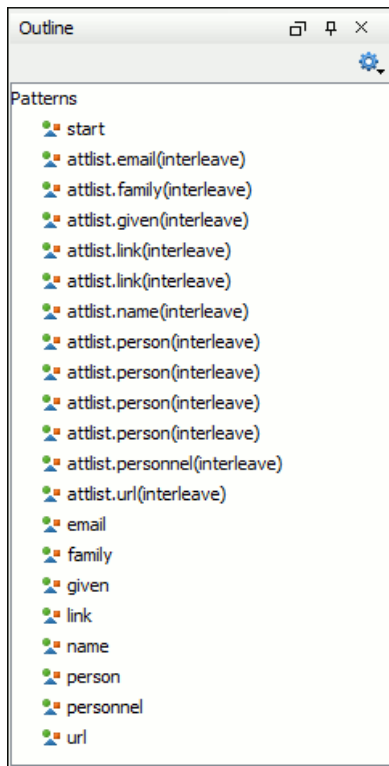 Outline
Patterns
start
attlist.email(interleave)
attlist.family(interleave)
attlist.given(interleave)
attlist.link(interleave)
attlist.link(interleave)
attlist.name(interleave)
attlist.person(interleave)
attlist.person(interleave)
attlist.person(interleave)
attlist.person(interleave)
attlist.personnel(interleave)
attlist.url(interleave)
email
family
given
link
name
person
personnel
url